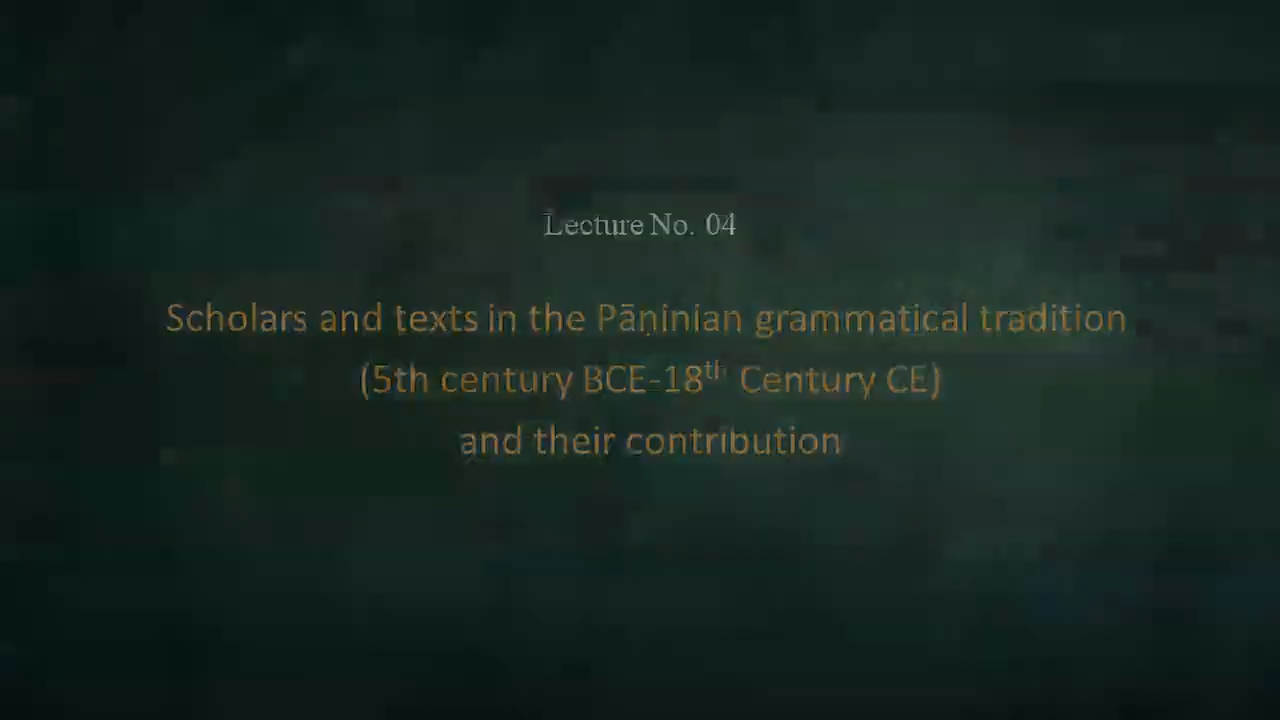 Lecture No. 04
Scholars and texts in the Pāṇinian grammatical tradition
(5th century BCE-18th Century CE)
and their contribution